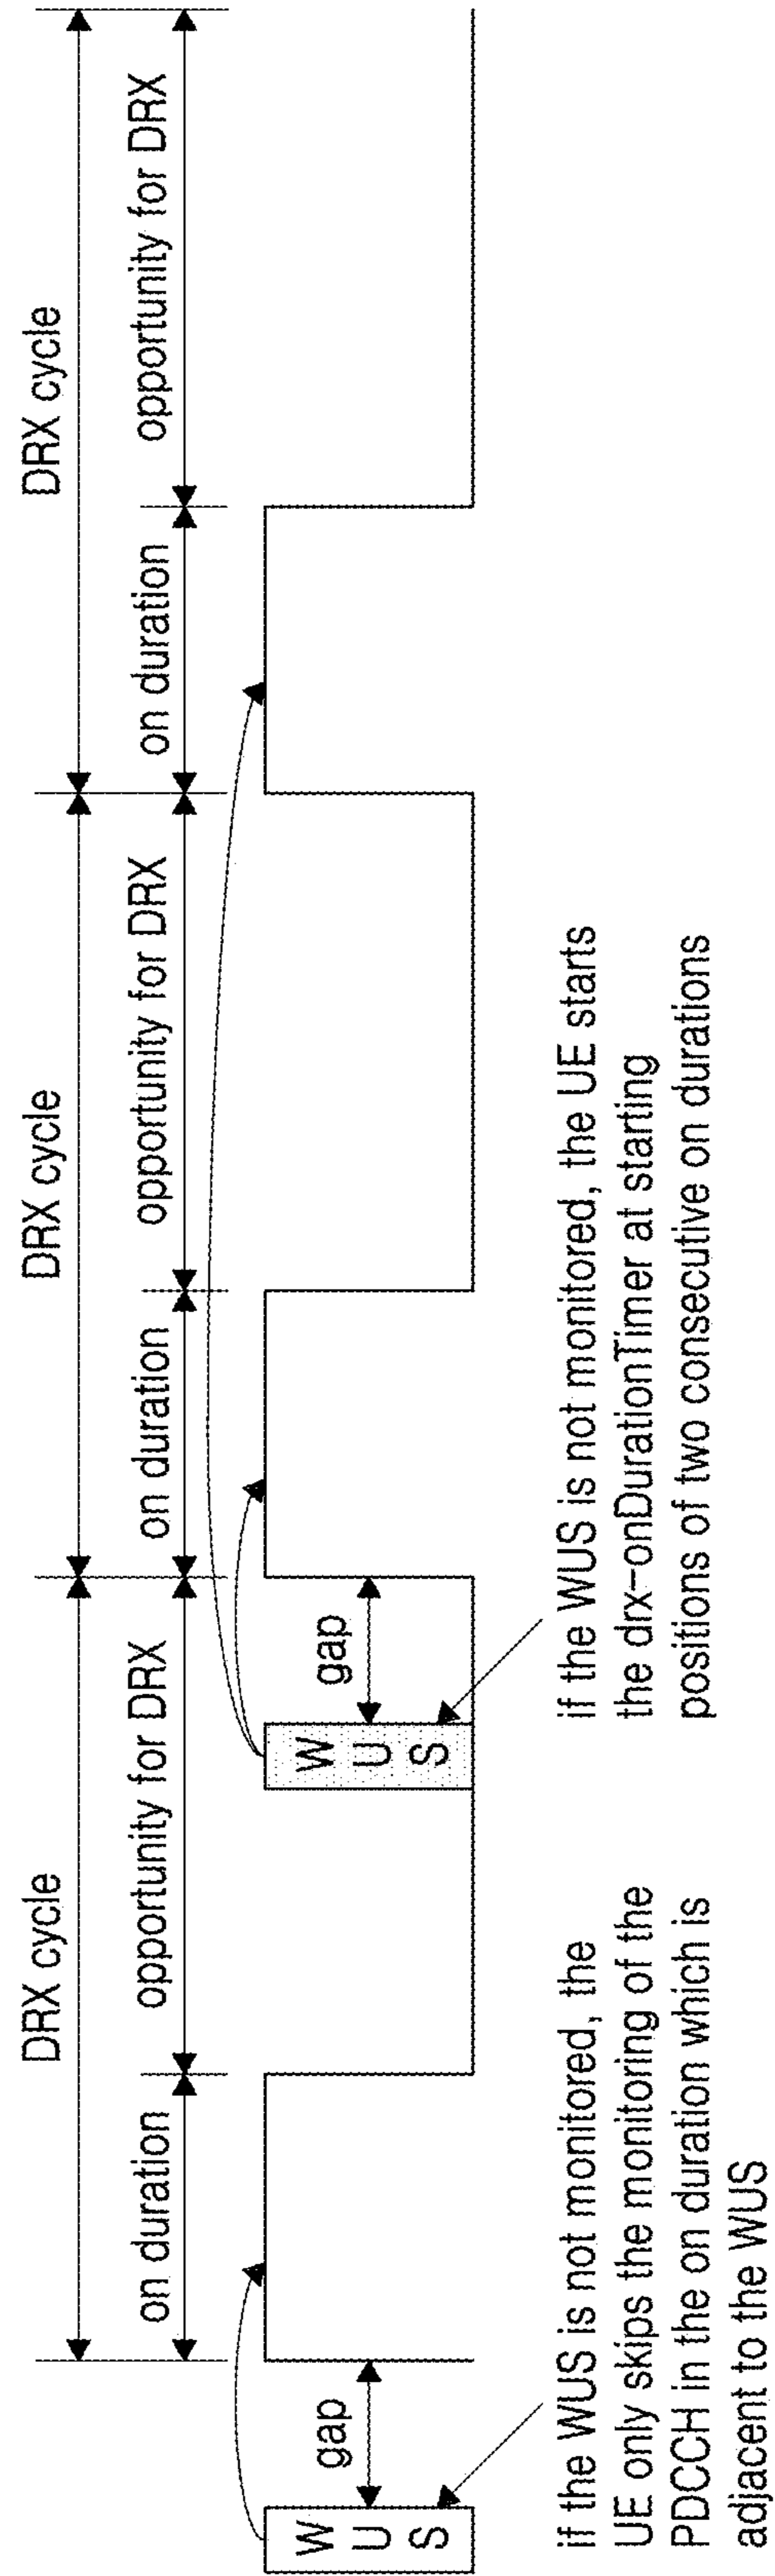 DRX cycle
DRX cycle
DRX cycle
on duration
opportunity for DRX
on duration
opportunity for DRX
on duration
opportunity for DRX
WUS
gap
WUS
gap
if the WUS is not monitored, the
UE only skips the monitoring of the
PDCCH in the on duration which is
adjacent to the WUS
if the WUS is not monitored, the UE starts
the drx-onDurationTimer at starting
positions of two consecutive on durations